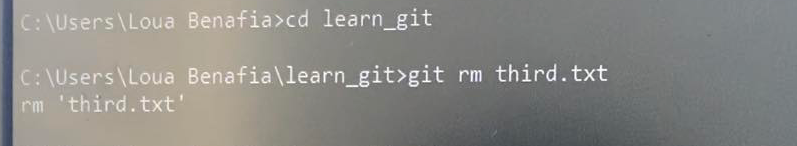 C:\Users\Loua Benafia>cd learn_git
C:\Users\Loua Benafia\learn_git>git rm third.txt
rm 'third.txt'